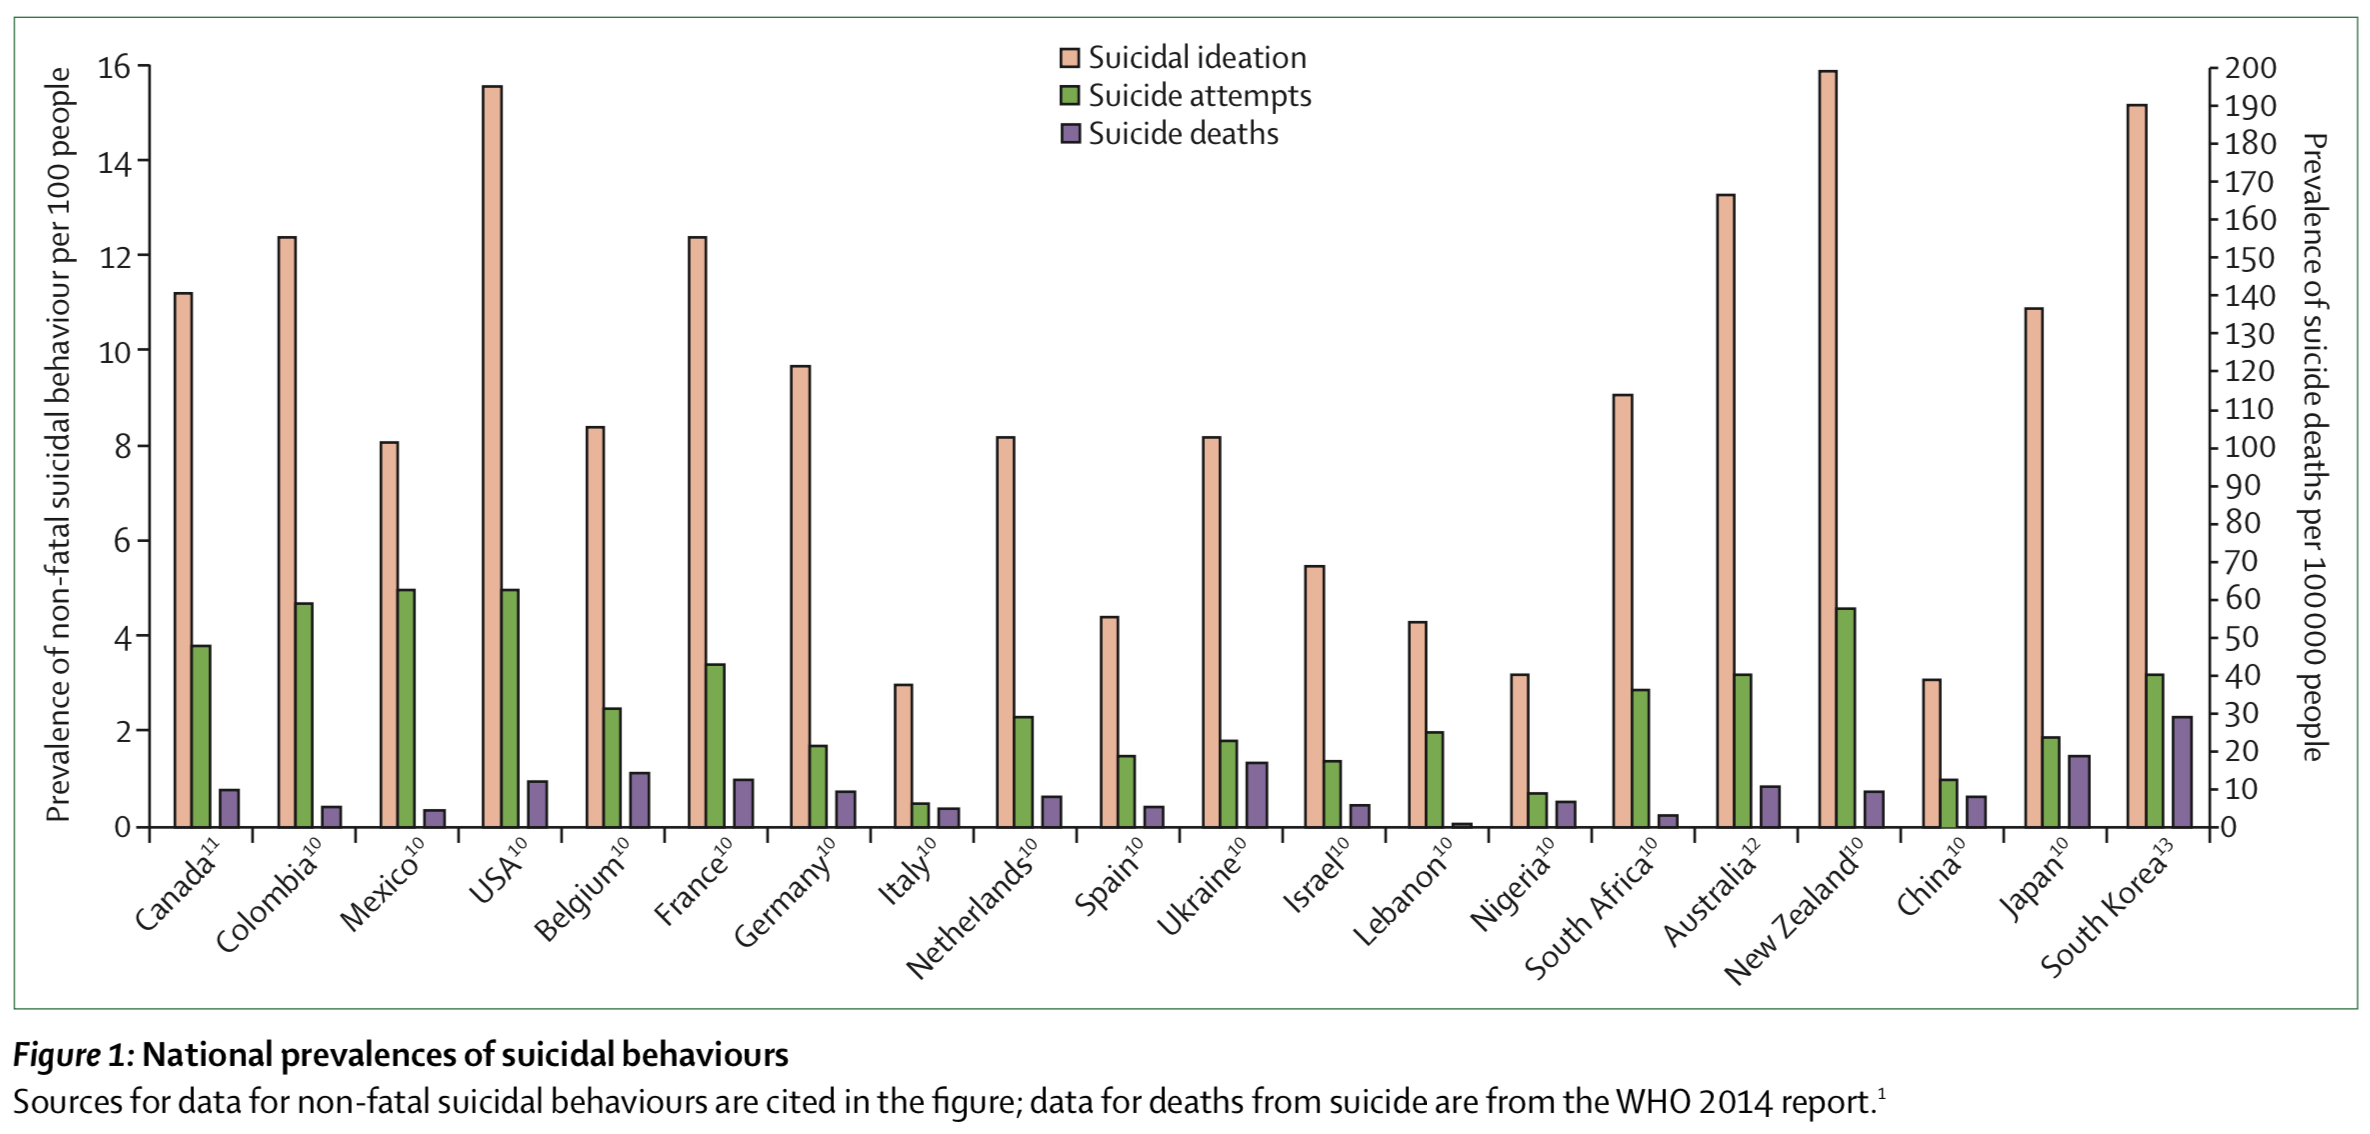 Suicidal ideation
Suicide attempts
Suicide deaths
Prevalence of non-fatal suicidal behaviour per 100 people
16
14
12
10
8
6
4
2
0
200
190
180
170
160
150
140
130
120
110
100
90
80
70
60
50
40
30
20
10
0
Prevalence of suicide deaths per 100 000 people
Canada¹¹
Colombia¹⁰
Mexico¹⁰
USA¹⁰
Belgium¹⁰
France¹⁰
Germany¹⁰
Italy¹⁰
Netherlands¹⁰
Spain¹⁰
Ukraine¹⁰
Israel¹⁰
Lebanon¹⁰
Nigeria¹⁰
South Africa¹⁰
Australia¹²
New Zealand¹⁰
China¹⁰
Japan¹⁰
South Korea¹³
Figure 1: National prevalences of suicidal behaviours
Sources for data for non-fatal suicidal behaviours are cited in the figure; data for deaths from suicide are from the WHO 2014 report.¹